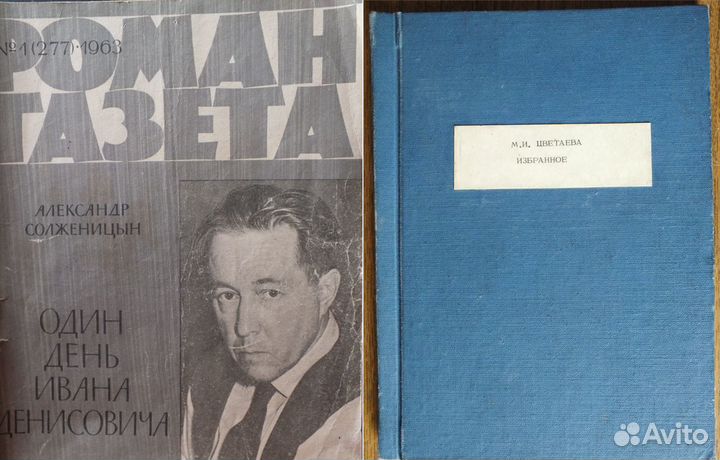 №1(277)·1963
РОМАН
ГАЗЕТА
АЛЕКСАНДР
СОЛЖЕНИЦЫН
ОДИН
ДЕНЬ
ИВАНА
ДЕНИСОВИЧА
М.И. ЦВЕТАЕВА
ИЗБРАННОЕ
Avito